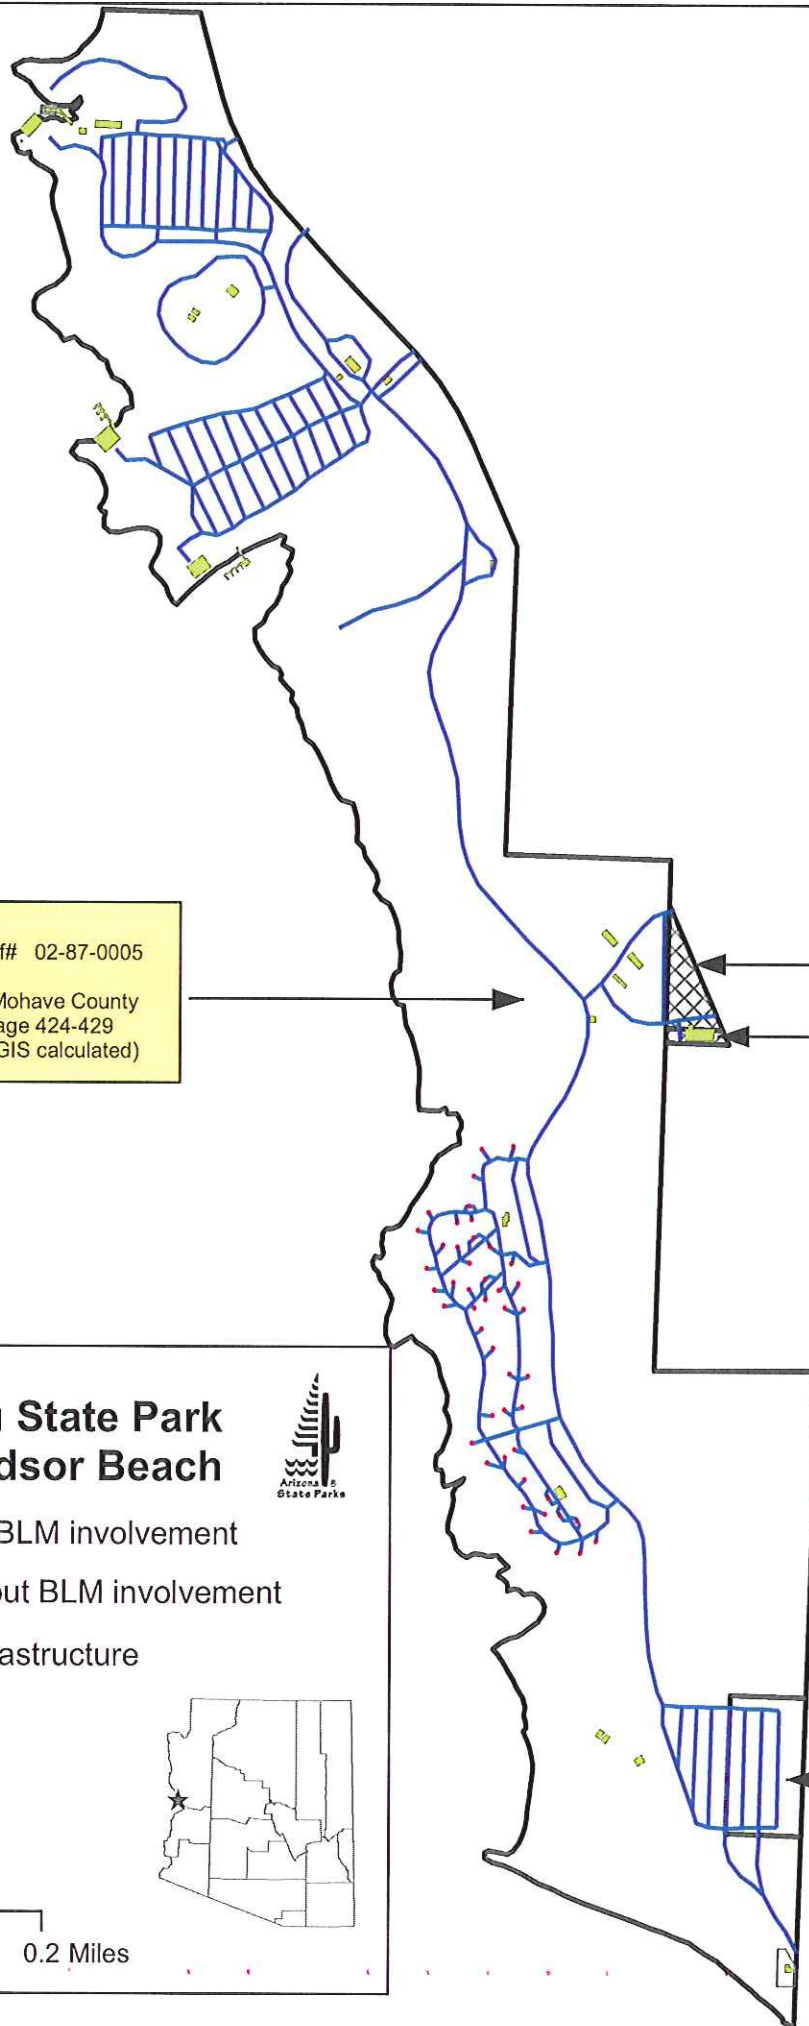 f# 02-87-0005
Mohave County
age 424-429
GIS calculated)
State Park
dsor Beach
Arizona
State Parks
BLM involvement
out BLM involvement
astructure
0.2 Miles